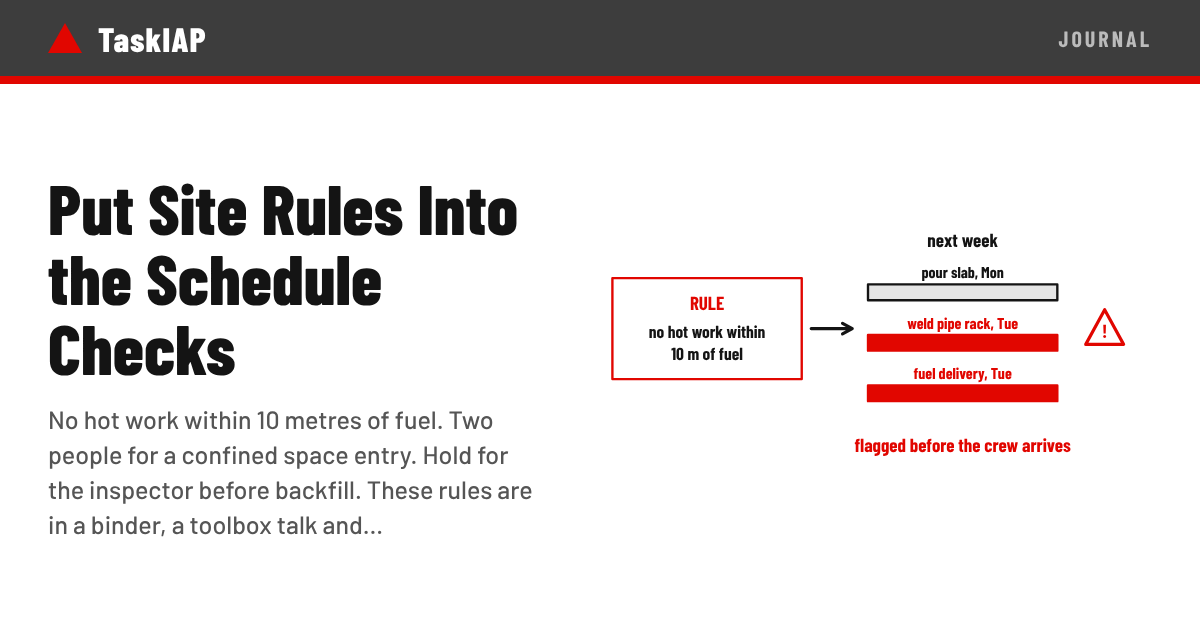 TaskIAP
JOURNAL
Put Site Rules Into
the Schedule
Checks
No hot work within 10 metres of fuel. Two
people for a confined space entry. Hold for
the inspector before backfill. These rules are
in a binder, a toolbox talk and...
RULE
no hot work within
10 m of fuel
next week
pour slab, Mon
weld pipe rack, Tue
!
fuel delivery, Tue
flagged before the crew arrives